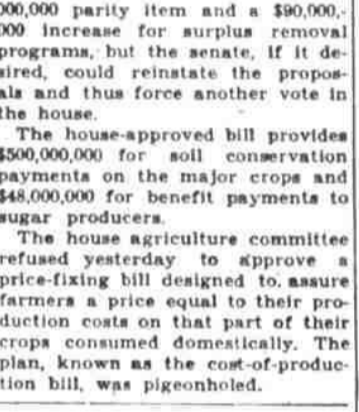 000,000 parity item and a $90,000,-
000 increase for surplus removal
programs, but the senate, if it de-
sired, could reinstate the propos-
als and thus force another vote in
the house.
The house-approved bill provides
$500,000,000 for soil conservation
payments on the major crops and
$48,000,000 for benefit payments to
sugar producers.
The house agriculture committee
refused yesterday to approve a
price-fixing bill designed to. assure
farmers a price equal to their pro-
duction costs on that part of their
crops consumed domestically. The
plan, known as the cost-of-produc-
tion bill, was pigeonholed.